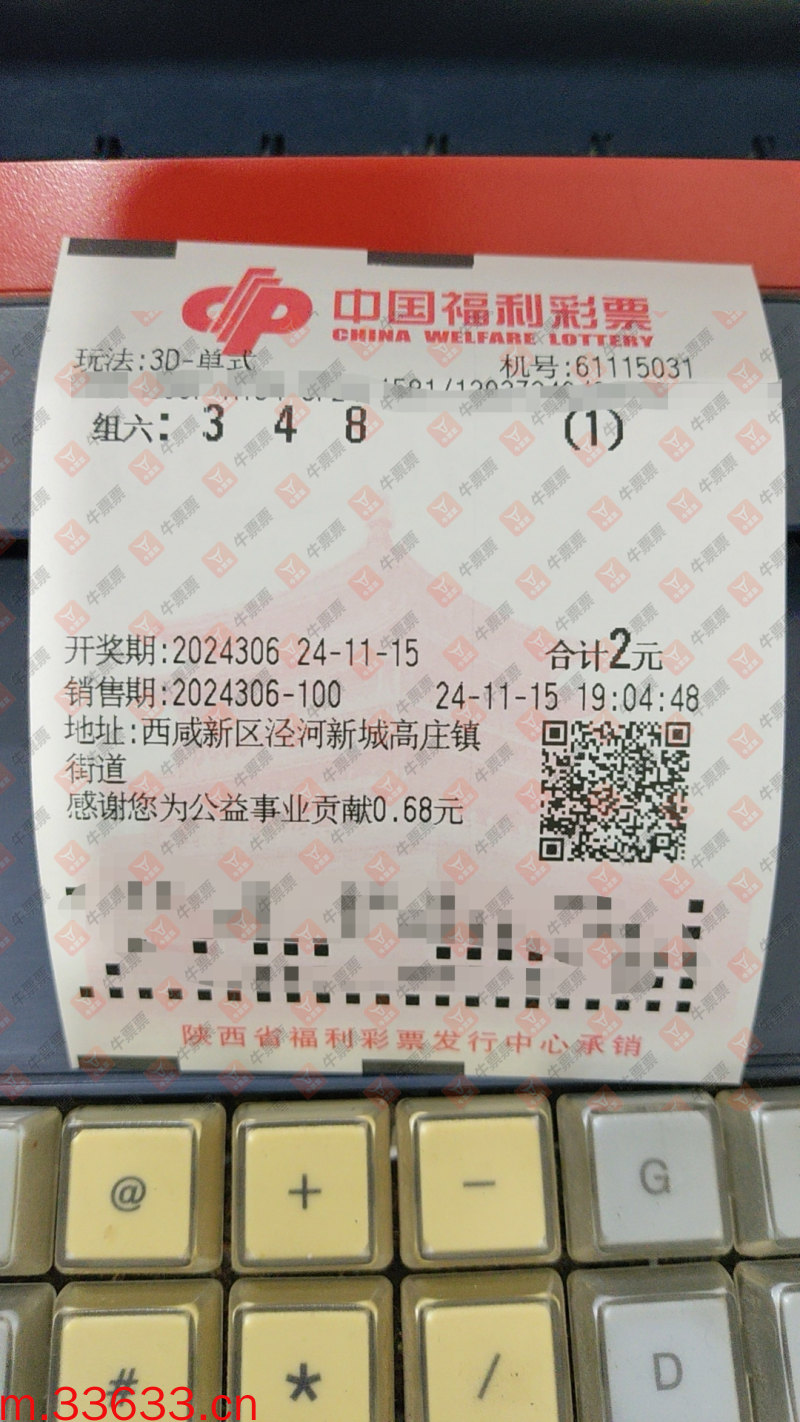 中国福利彩票
CHINA WELFARE LOTTERY
玩法:3D-单式 机号:61115031
组六: 3 4 8 (1)
开奖期:2024306 24-11-15 合计2元
销售期:2024306-100 24-11-15 19:04:48
地址:西咸新区泾河新城高庄镇
街道
感谢您为公益事业贡献0.68元
陕西省福利彩票发行中心承销
牛票票
@ + - G
# * / D
m.33633.cn